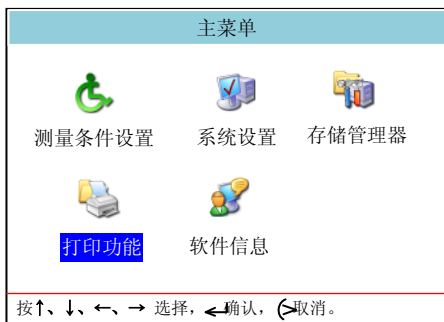 主菜单
测量条件设置 系统设置 存储管理器
打印功能 软件信息
按↑、↓、←、→ 选择，确认，取消。